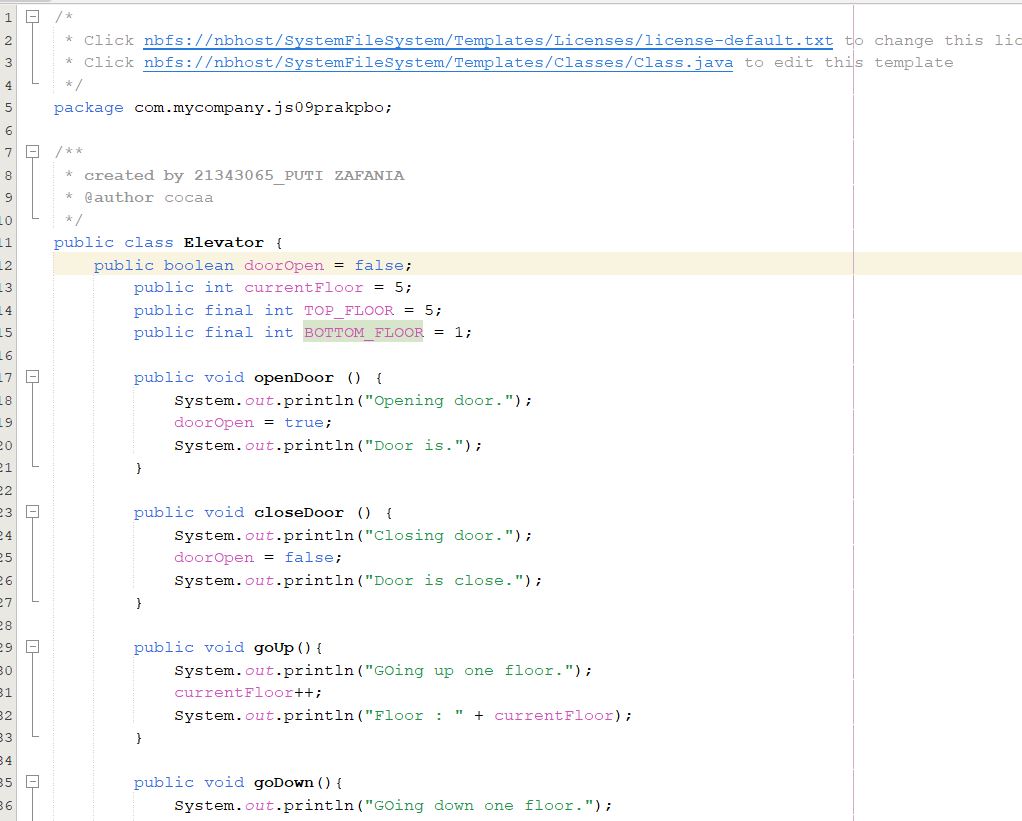 1 /*
2 * Click nbfs://nbhost/SystemFileSystem/Templates/Licenses/license-default.txt to change this lic
3 * Click nbfs://nbhost/SystemFileSystem/Templates/Classes/Class.java to edit this template
4 */
5 package com.mycompany.js09prakpbo;
6
7 /**
8 * created by 21343065_PUTI ZAFANIA
9 * @author cocaa
10 */
11 public class Elevator {
12 public boolean doorOpen = false;
13 public int currentFloor = 5;
14 public final int TOP_FLOOR = 5;
15 public final int BOTTOM_FLOOR = 1;
16
17 public void openDoor () {
18 System.out.println("Opening door.");
19 doorOpen = true;
20 System.out.println("Door is.");
21 }
22
23 public void closeDoor () {
24 System.out.println("Closing door.");
25 doorOpen = false;
26 System.out.println("Door is close.");
27 }
28
29 public void goUp(){
30 System.out.println("GOing up one floor.");
31 currentFloor++;
32 System.out.println("Floor : " + currentFloor);
33 }
34
35 public void goDown(){
36 System.out.println("GOing down one floor.");